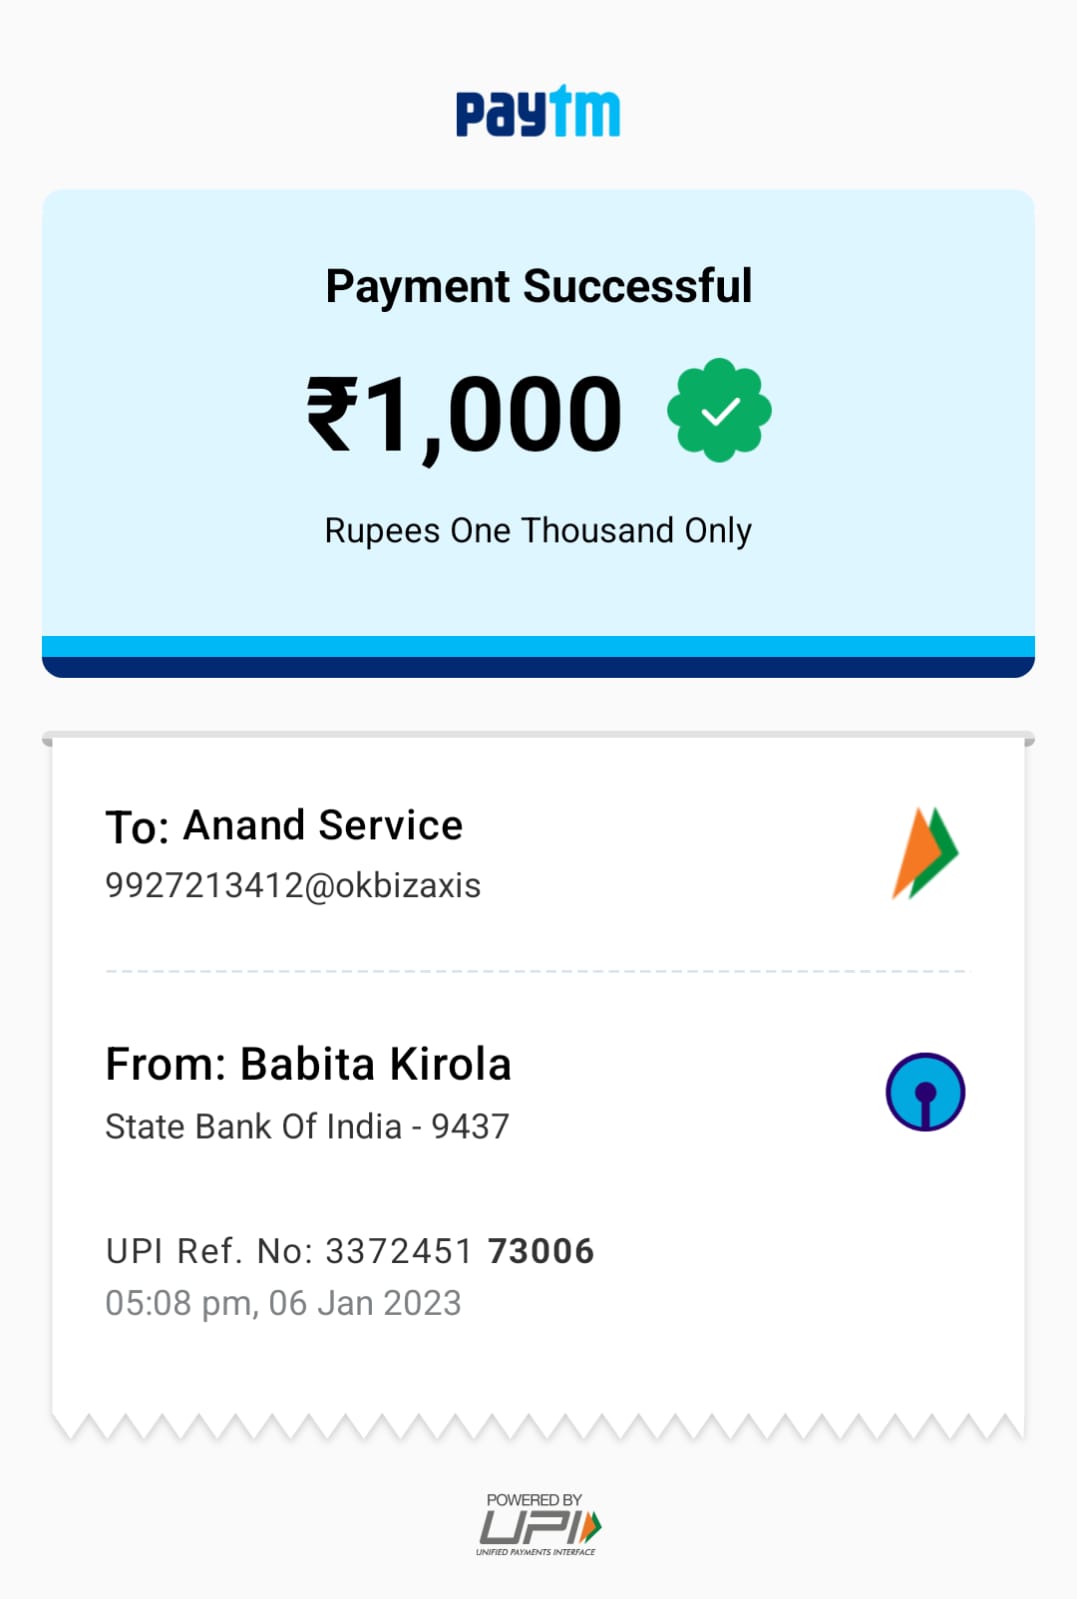 paytm
Payment Successful
₹1,000
Rupees One Thousand Only
To: Anand Service
9927213412@okbizaxis
From: Babita Kirola
State Bank Of India - 9437
UPI Ref. No: 3372451 73006
05:08 pm, 06 Jan 2023
POWERED BY
UPI
UNIFIED PAYMENTS INTERFACE